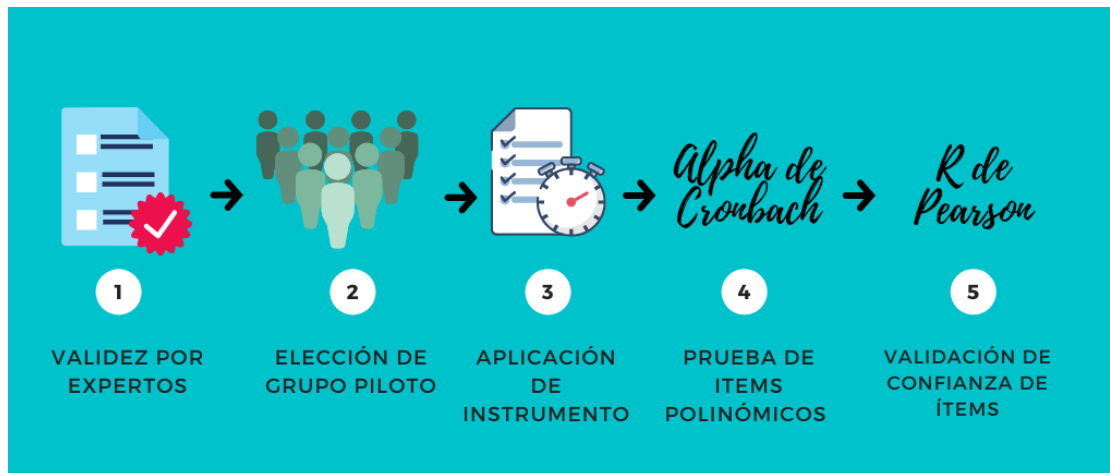 Alpha de
Cronbach
R de
Pearson
1
2
3
4
5
VALIDEZ POR
EXPERTOS
ELECCIÓN DE
GRUPO PILOTO
APLICACIÓN
DE
INSTRUMENTO
PRUEBA DE
ITEMS
POLINÓMICOS
VALIDACIÓN DE
CONFIANZA DE
ÍTEMS